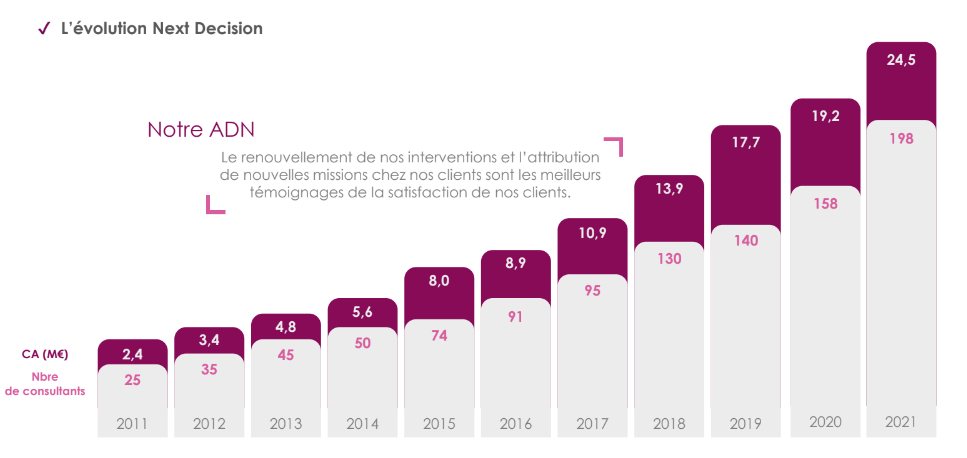 ✓ L'évolution Next Decision
Notre ADN
Le renouvellement de nos interventions et l'attribution
de nouvelles missions chez nos clients sont les meilleurs
témoignages de la satisfaction de nos clients.
CA (M€)
2,4 3,4 4,8 5,6 8,0 8,9 10,9 13,9 17,7 19,2 24,5
Nbre
de consultants
25 35 45 50 74 91 95 130 140 158 198
2011 2012 2013 2014 2015 2016 2017 2018 2019 2020 2021